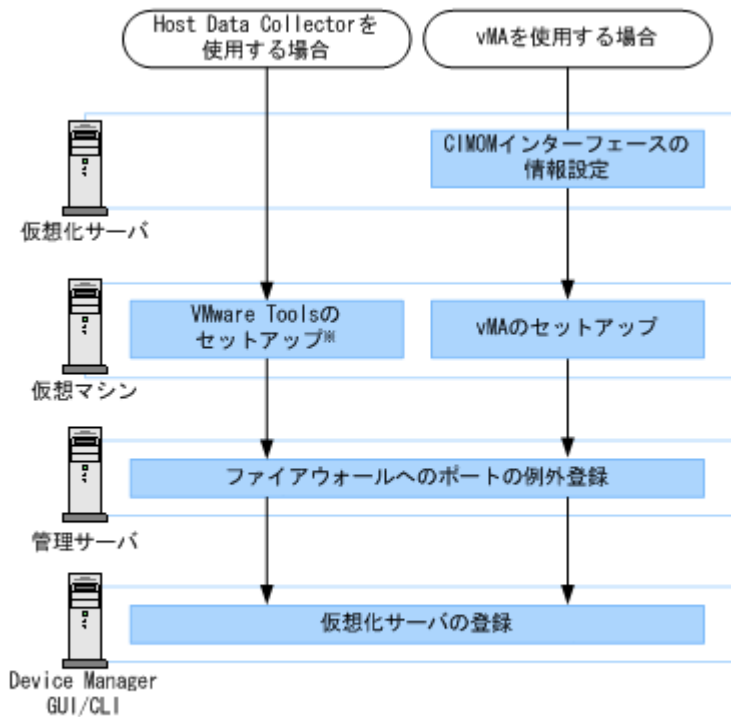 Host Data Collectorを
使用する場合
vMAを使用する場合
CIMOMインターフェースの
情報設定
仮想化サーバ
VMware Toolsの
セットアップ※
vMAのセットアップ
仮想マシン
ファイアウォールへのポートの例外登録
管理サーバ
仮想化サーバの登録
Device Manager
GUI/CLI